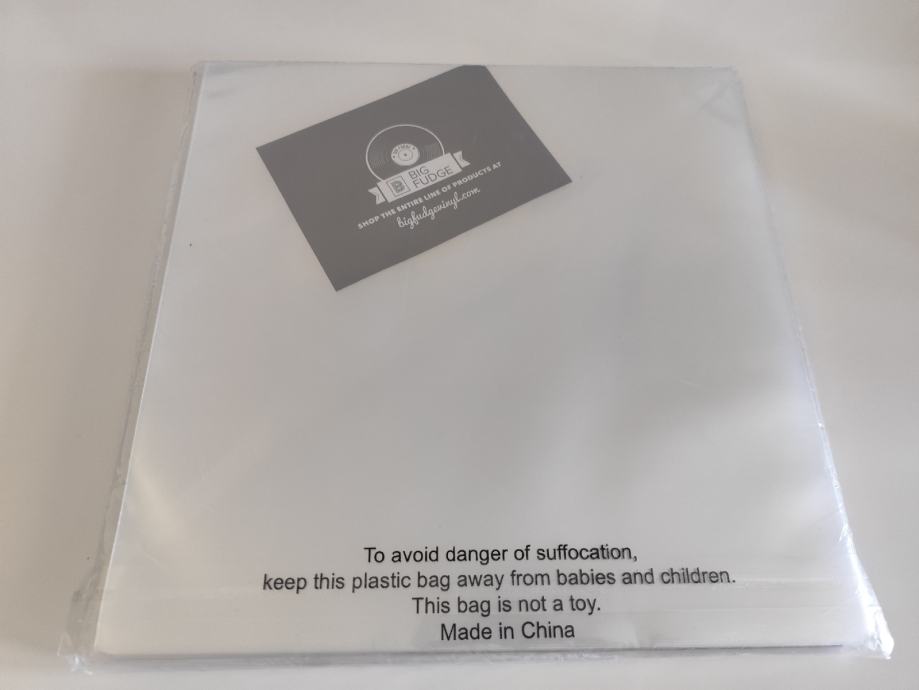 BIG
FUDGE
SHOP THE ENTIRE LINE OF PRODUCTS AT
bigfudgevinyl.com
To avoid danger of suffocation,
keep this plastic bag away from babies and children.
This bag is not a toy.
Made in China